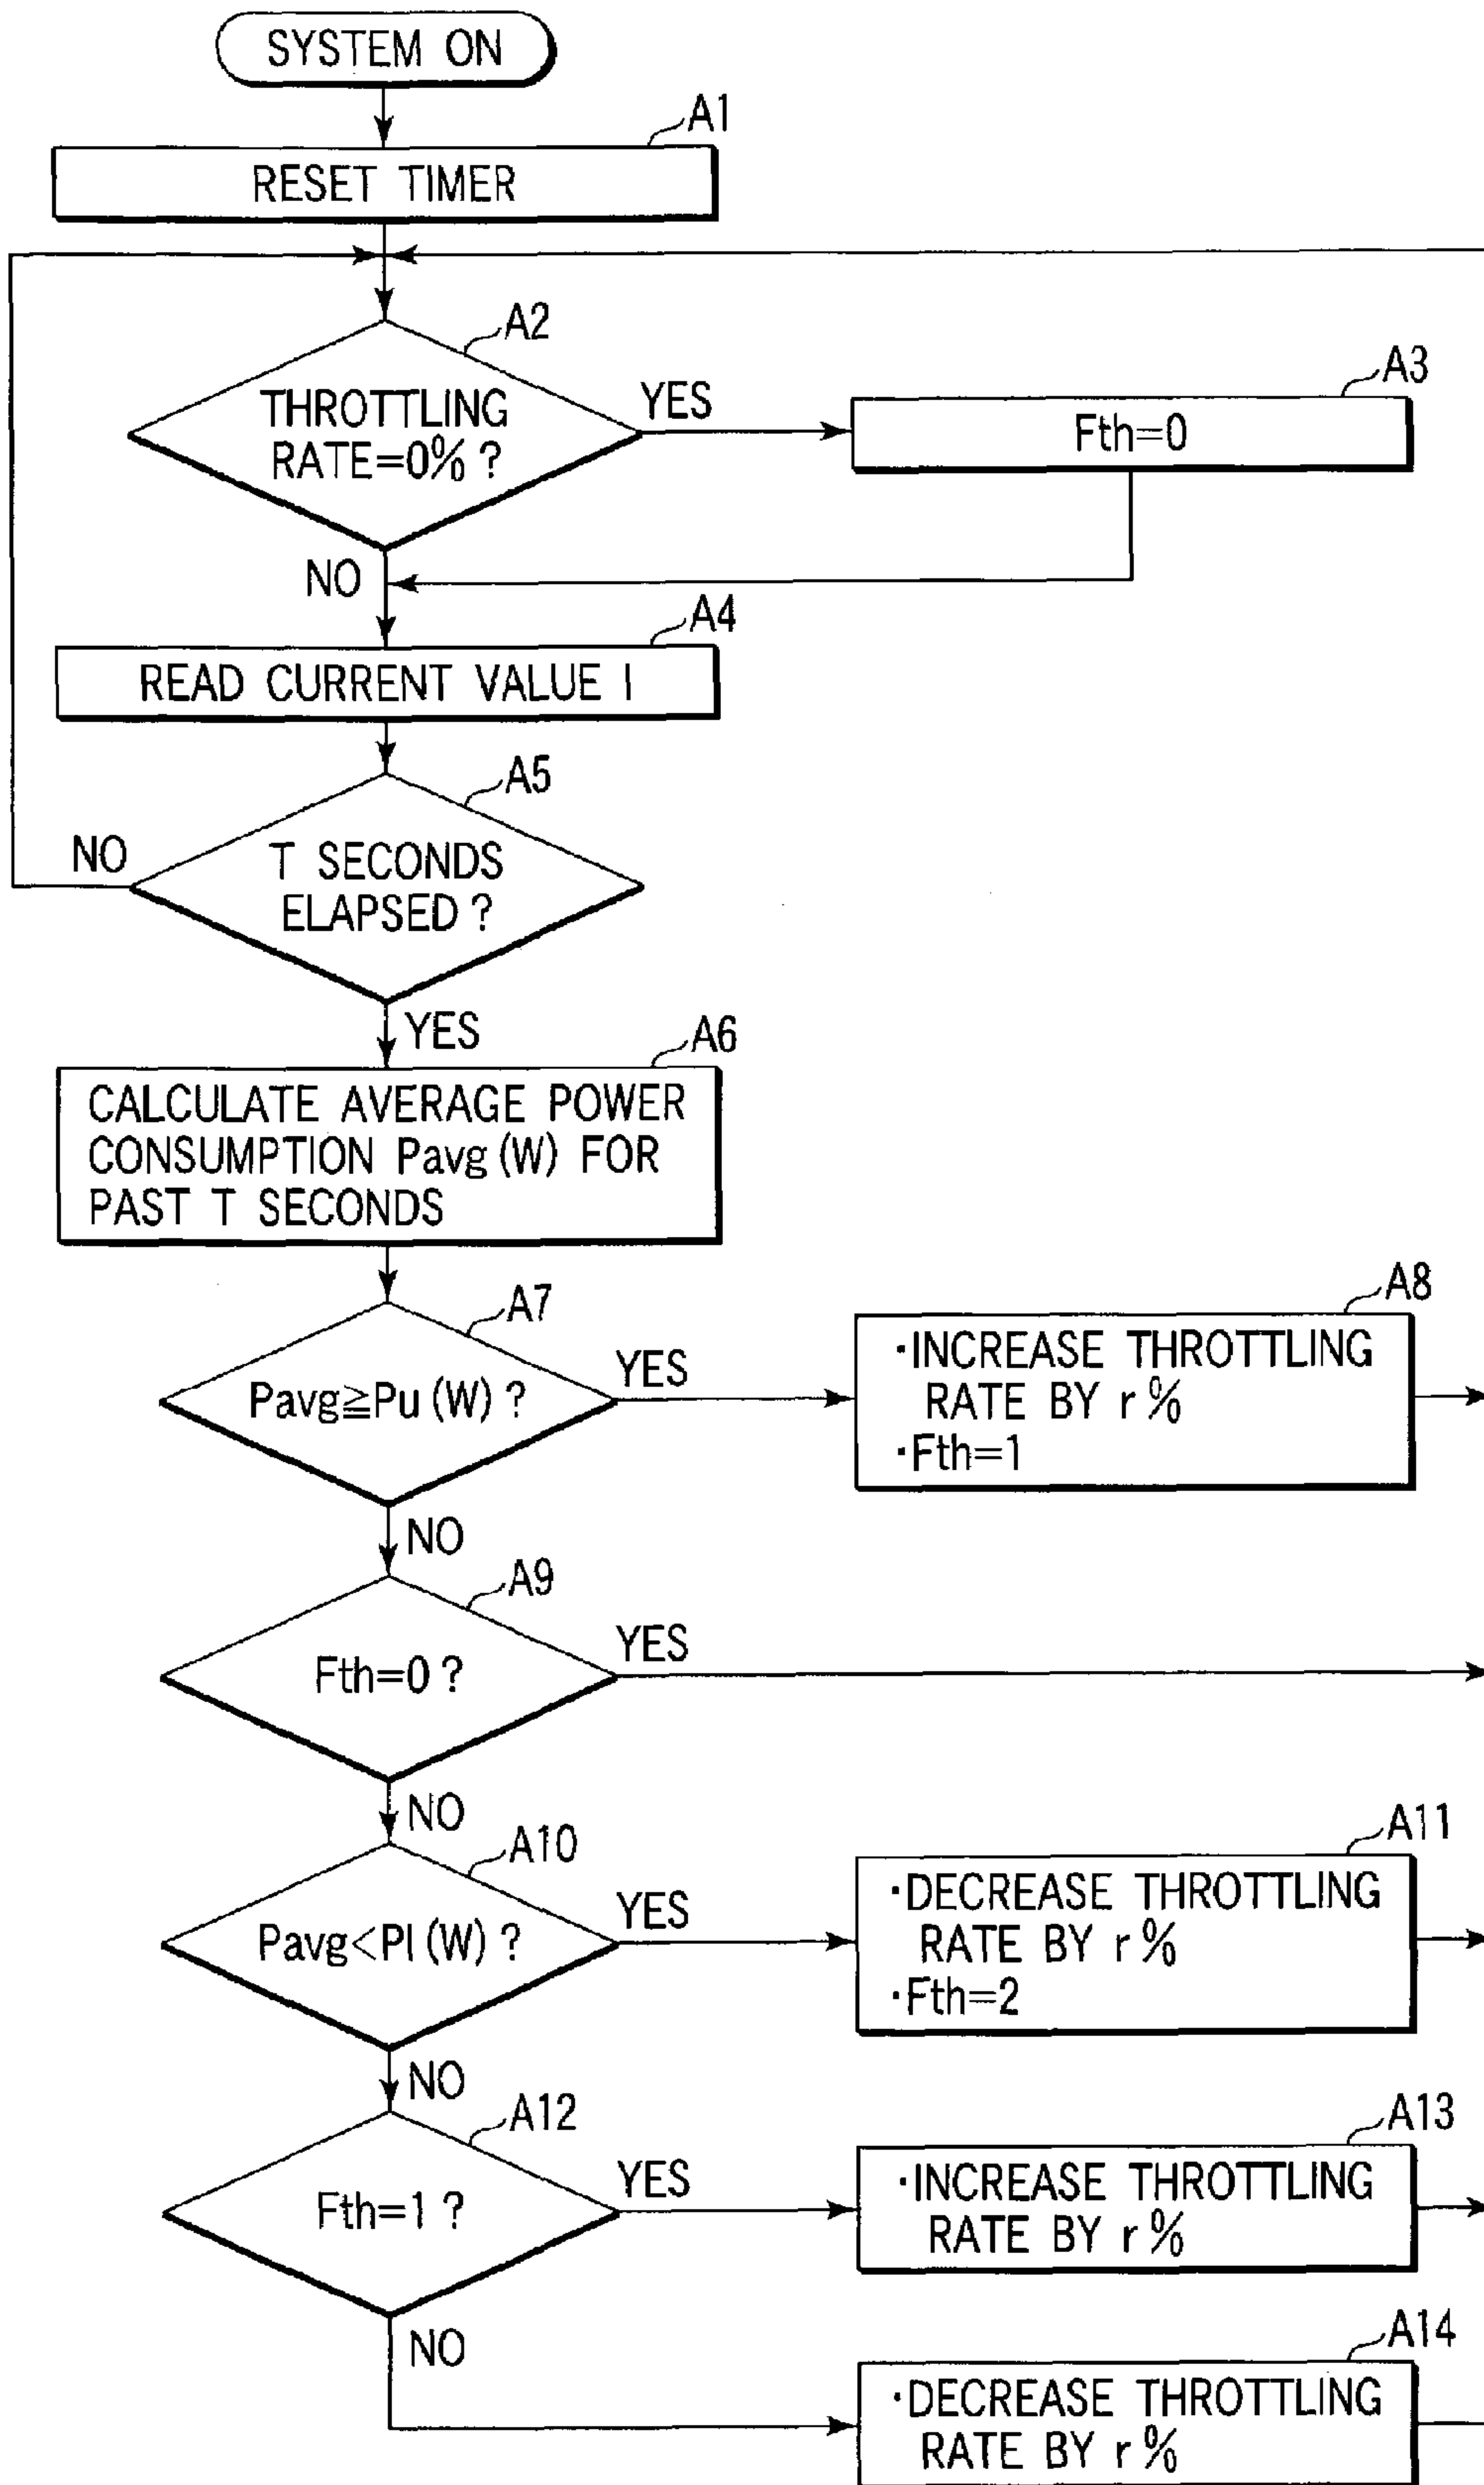 SYSTEM ON
A1
RESET TIMER
A2
THROTTLING
RATE=0% ?
YES
A3
Fth=0
NO
A4
READ CURRENT VALUE I
A5
T SECONDS
ELAPSED ?
NO
YES
A6
CALCULATE AVERAGE POWER
CONSUMPTION Pavg (W) FOR
PAST T SECONDS
A7
Pavg≧Pu (W) ?
YES
A8
·INCREASE THROTTLING
RATE BY r %
·Fth=1
NO
A9
Fth=0 ?
YES
NO
A10
Pavg<Pl (W) ?
YES
A11
·DECREASE THROTTLING
RATE BY r %
·Fth=2
NO
A12
Fth=1 ?
YES
A13
·INCREASE THROTTLING
RATE BY r %
NO
A14
·DECREASE THROTTLING
RATE BY r %